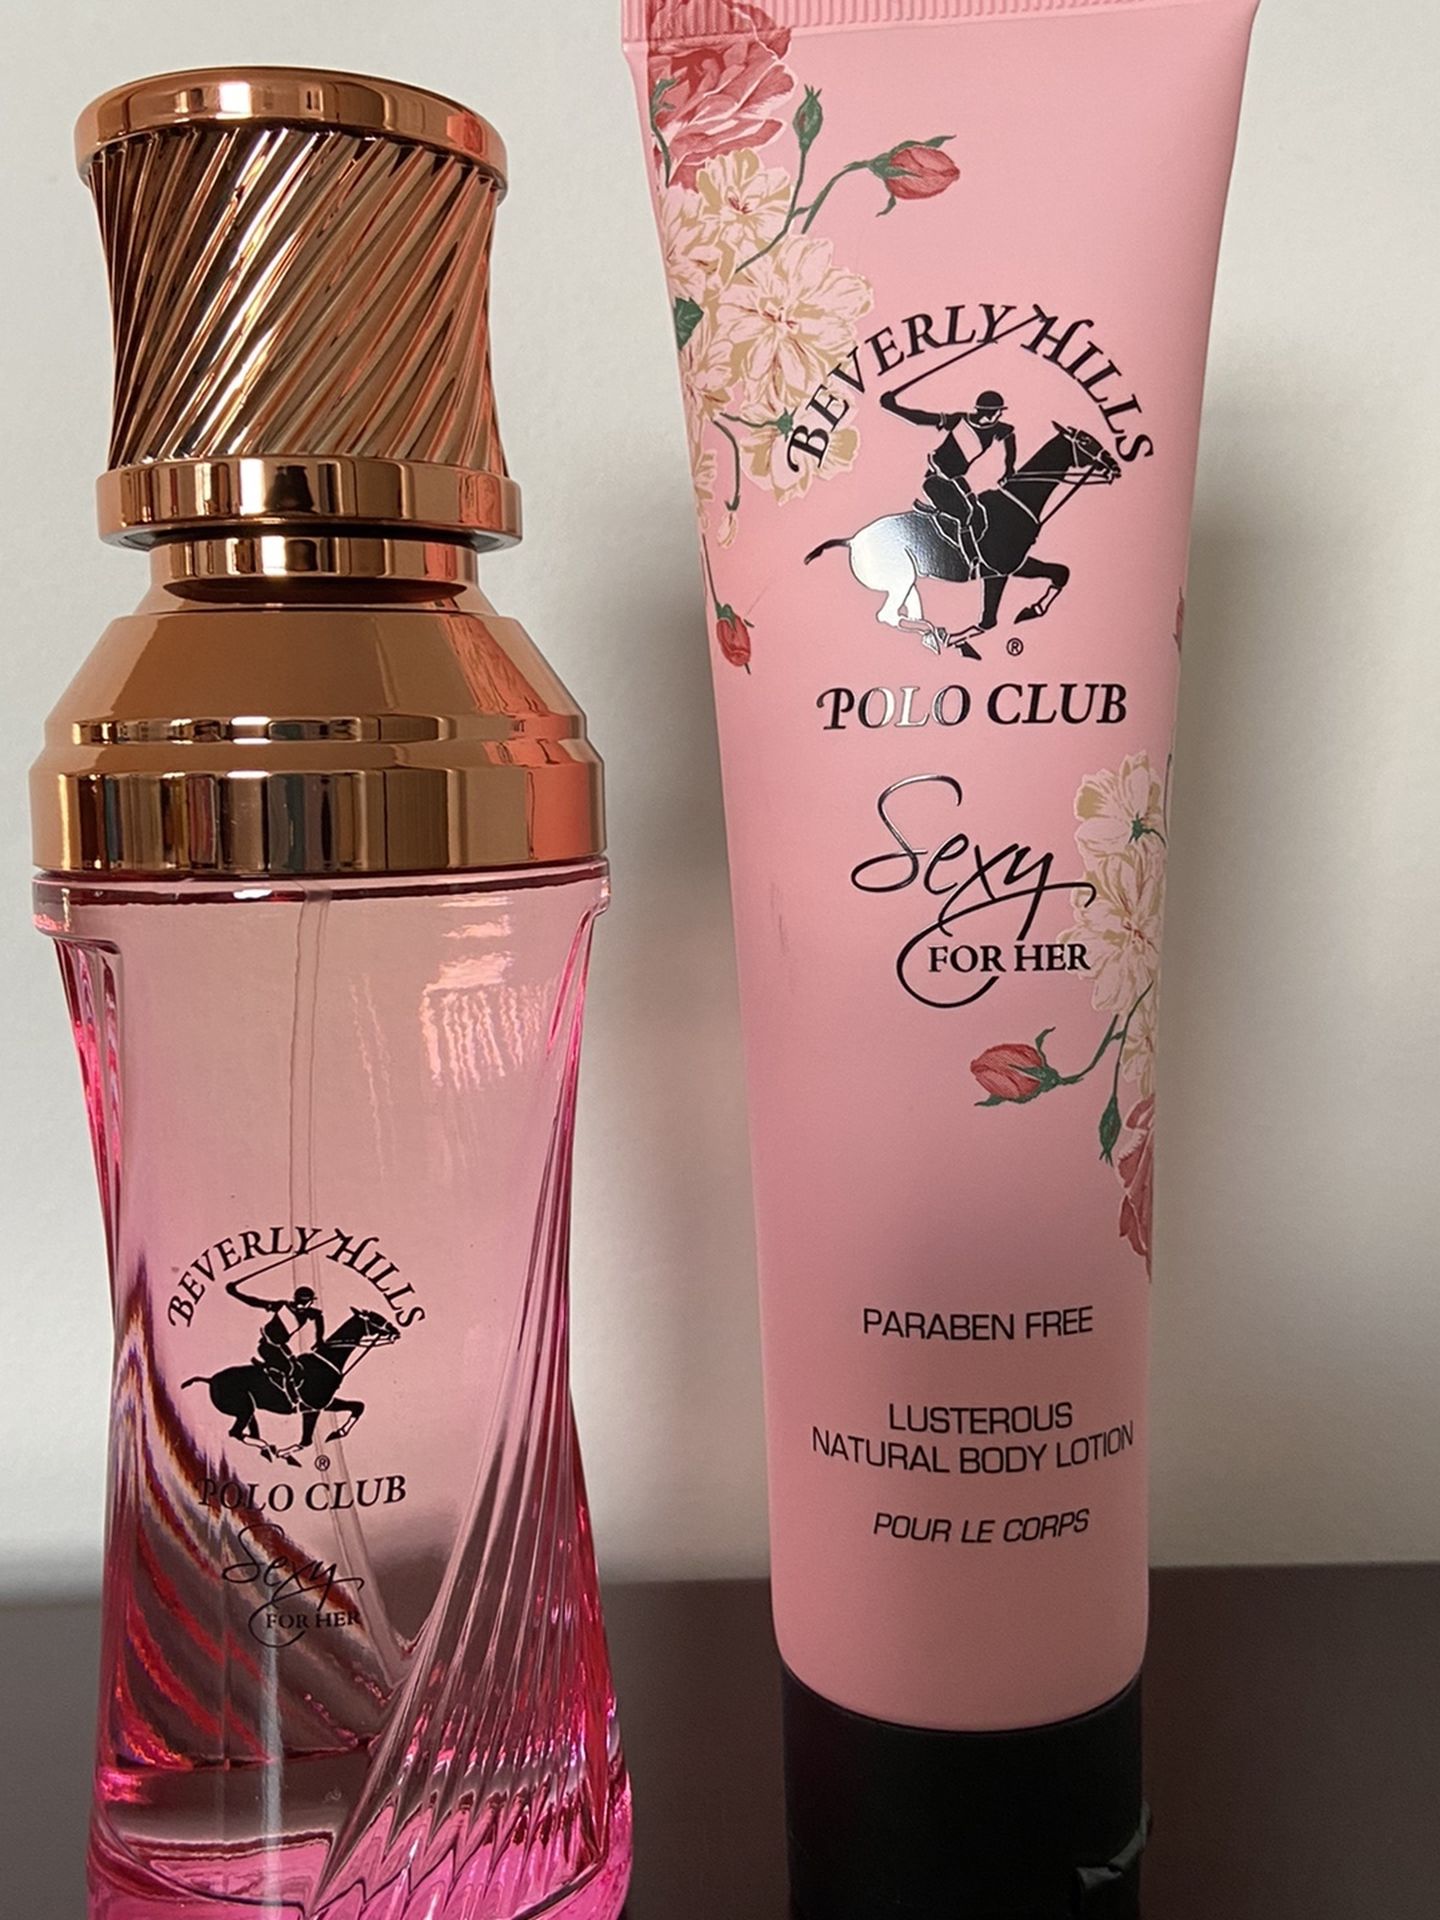 BEVERLY HILLS
®
POLO CLUB
Sexy
FOR HER
BEVERLY HILLS
®
POLO CLUB
Sexy
FOR HER
PARABEN FREE
LUSTEROUS
NATURAL BODY LOTION
POUR LE CORPS